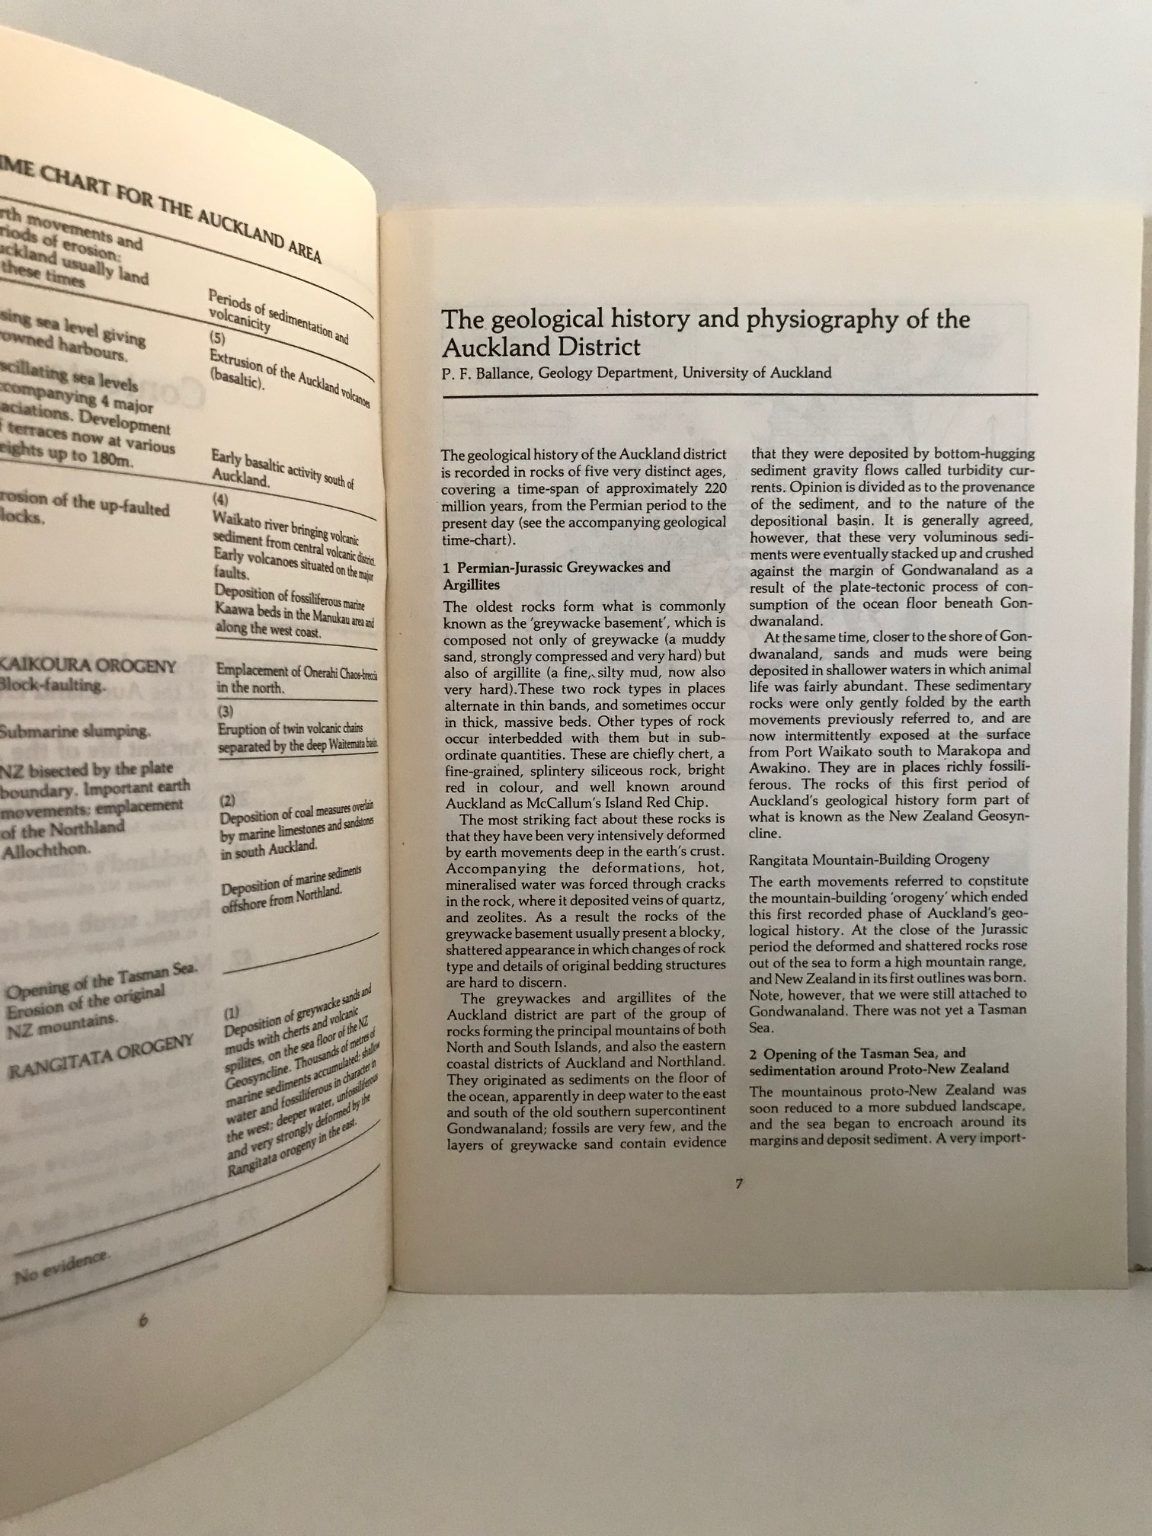 TIME CHART FOR THE AUCKLAND AREA
movements and
of erosion;
usually land
these times
sea level giving
harbours.
sea levels
4 major
Development
terraces now at various
up to 180m.
of the up-faulted
KAIKOURA OROGENY
Block-faulting.
Submarine slumping.
NZ bisected by the plate
boundary. Important earth
movements; emplacement
of the Northland
Allochthon.
Opening of the Tasman Sea.
Erosion of the original
NZ mountains.
RANGITATA OROGENY
No evidence.
Periods of sedimentation and
volcanicity
(5)
Extrusion of the Auckland volcanoes
(basaltic).
Early basaltic activity south of
Auckland.
(4)
Waikato river bringing volcanic
sediment from central volcanic district.
Early volcanoes situated on the major
faults.
Deposition of fossiliferous marine
Kaawa beds in the Manukau area and
along the west coast.
Emplacement of Onerahi Chaos-breccia
in the north.
(3)
Eruption of twin volcanic chains
separated by the deep Waitemata basin.
(2)
Deposition of coal measures overlain
by marine limestones and sandstones
in south Auckland.
Deposition of marine sediments
offshore from Northland.
(1)
Deposition of greywacke sands and
muds with cherts and volcanic
spilites, on the sea floor of the NZ
Geosyncline. Thousands of metres of
marine sediments accumulated; shallow
water and fossiliferous in character in
the west; deeper water, unfossiliferous
and very strongly deformed by the
Rangitata orogeny in the east.
6
The geological history and physiography of the
Auckland District
P. F. Ballance, Geology Department, University of Auckland
The geological history of the Auckland district
is recorded in rocks of five very distinct ages,
covering a time-span of approximately 220
million years, from the Permian period to the
present day (see the accompanying geological
time-chart).
1 Permian-Jurassic Greywackes and
Argillites
The oldest rocks form what is commonly
known as the 'greywacke basement', which is
composed not only of greywacke (a muddy
sand, strongly compressed and very hard) but
also of argillite (a fine, silty mud, now also
very hard).These two rock types in places
alternate in thin bands, and sometimes occur
in thick, massive beds. Other types of rock
occur interbedded with them but in sub-
ordinate quantities. These are chiefly chert, a
fine-grained, splintery siliceous rock, bright
red in colour, and well known around
Auckland as McCallum's Island Red Chip.
The most striking fact about these rocks is
that they have been very intensively deformed
by earth movements deep in the earth's crust.
Accompanying the deformations, hot,
mineralised water was forced through cracks
in the rock, where it deposited veins of quartz,
and zeolites. As a result the rocks of the
greywacke basement usually present a blocky,
shattered appearance in which changes of rock
type and details of original bedding structures
are hard to discern.
The greywackes and argillites of the
Auckland district are part of the group of
rocks forming the principal mountains of both
North and South Islands, and also the eastern
coastal districts of Auckland and Northland.
They originated as sediments on the floor of
the ocean, apparently in deep water to the east
and south of the old southern supercontinent
Gondwanaland; fossils are very few, and the
layers of greywacke sand contain evidence
that they were deposited by bottom-hugging
sediment gravity flows called turbidity cur-
rents. Opinion is divided as to the provenance
of the sediment, and to the nature of the
depositional basin. It is generally agreed,
however, that these very voluminous sedi-
ments were eventually stacked up and crushed
against the margin of Gondwanaland as a
result of the plate-tectonic process of con-
sumption of the ocean floor beneath Gon-
dwanaland.
At the same time, closer to the shore of Gon-
dwanaland, sands and muds were being
deposited in shallower waters in which animal
life was fairly abundant. These sedimentary
rocks were only gently folded by the earth
movements previously referred to, and are
now intermittently exposed at the surface
from Port Waikato south to Marakopa and
Awakino. They are in places richly fossili-
ferous. The rocks of this first period of
Auckland's geological history form part of
what is known as the New Zealand Geosyn-
cline.
Rangitata Mountain-Building Orogeny
The earth movements referred to constitute
the mountain-building 'orogeny' which ended
this first recorded phase of Auckland's geo-
logical history. At the close of the Jurassic
period the deformed and shattered rocks rose
out of the sea to form a high mountain range,
and New Zealand in its first outlines was born.
Note, however, that we were still attached to
Gondwanaland. There was not yet a Tasman
Sea.
2 Opening of the Tasman Sea, and
sedimentation around Proto-New Zealand
The mountainous proto-New Zealand was
soon reduced to a more subdued landscape,
and the sea began to encroach around its
margins and deposit sediment. A very import-
7